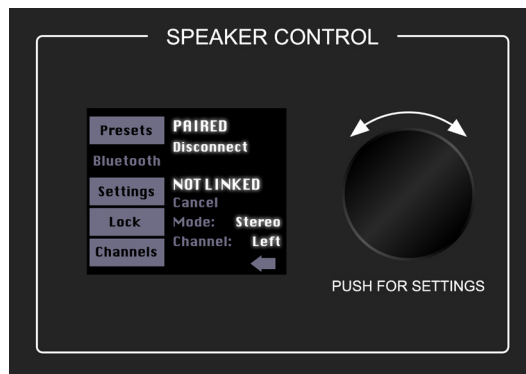 SPEAKER CONTROL
Presets
Bluetooth
Settings
Lock
Channels
PAIRED
Disconnect
NOT LINKED
Cancel
Mode: Stereo
Channel: Left
PUSH FOR SETTINGS